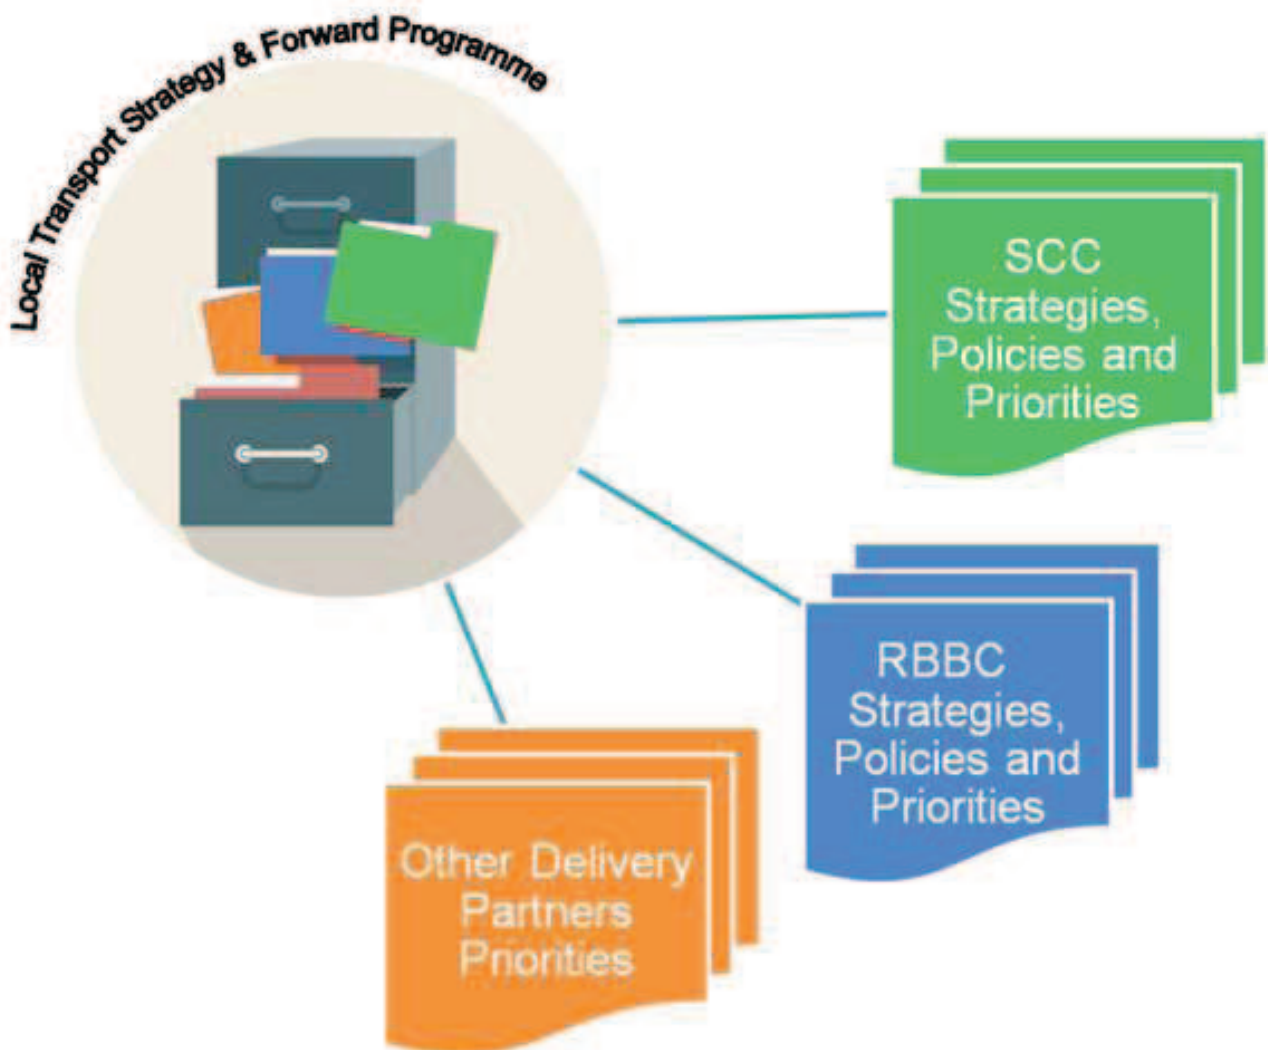 Local Transport Strategy & Forward Programme
SCC
Strategies,
Policies and
Priorities
RBBC
Strategies,
Policies and
Priorities
Other Delivery
Partners
Priorities